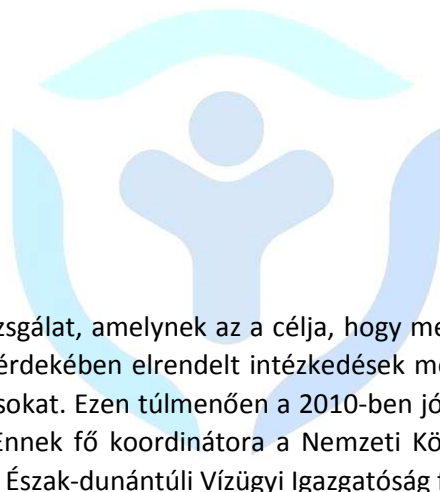 zsgálat, amelynek az a célja, hogy me
érdekében elrendelt intézkedések me
sokat. Ezen túlmenően a 2010-ben jó
Ennek fő koordinátora a Nemzeti Kö
Észak-dunántúli Vízügyi Igazgatóság f